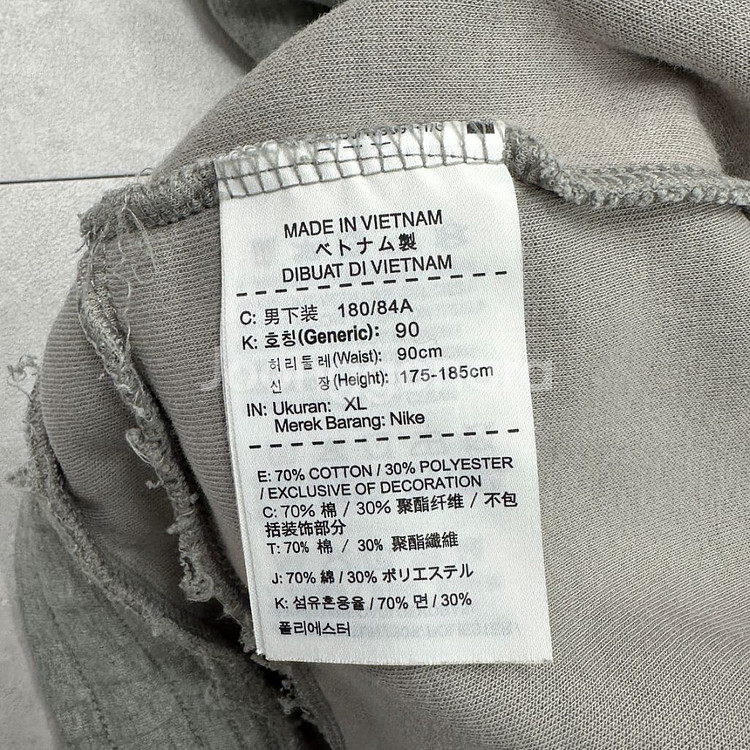 MADE IN VIETNAM
ベトナム製
DIBUAT DI VIETNAM
C: 男下装 180/84A
K: 호칭(Generic): 90
허리둘레(Waist): 90cm
신 장(Height): 175-185cm
IN: Ukuran: XL
Merek Barang: Nike
E: 70% COTTON / 30% POLYESTER
/ EXCLUSIVE OF DECORATION
C: 70% 棉 / 30% 聚酯纤维 / 不包
括装饰部分
T: 70% 棉 / 30% 聚酯纖維
J: 70% 綿 / 30% ポリエステル
K: 섬유혼용율 / 70% 면 / 30%
폴리에스터